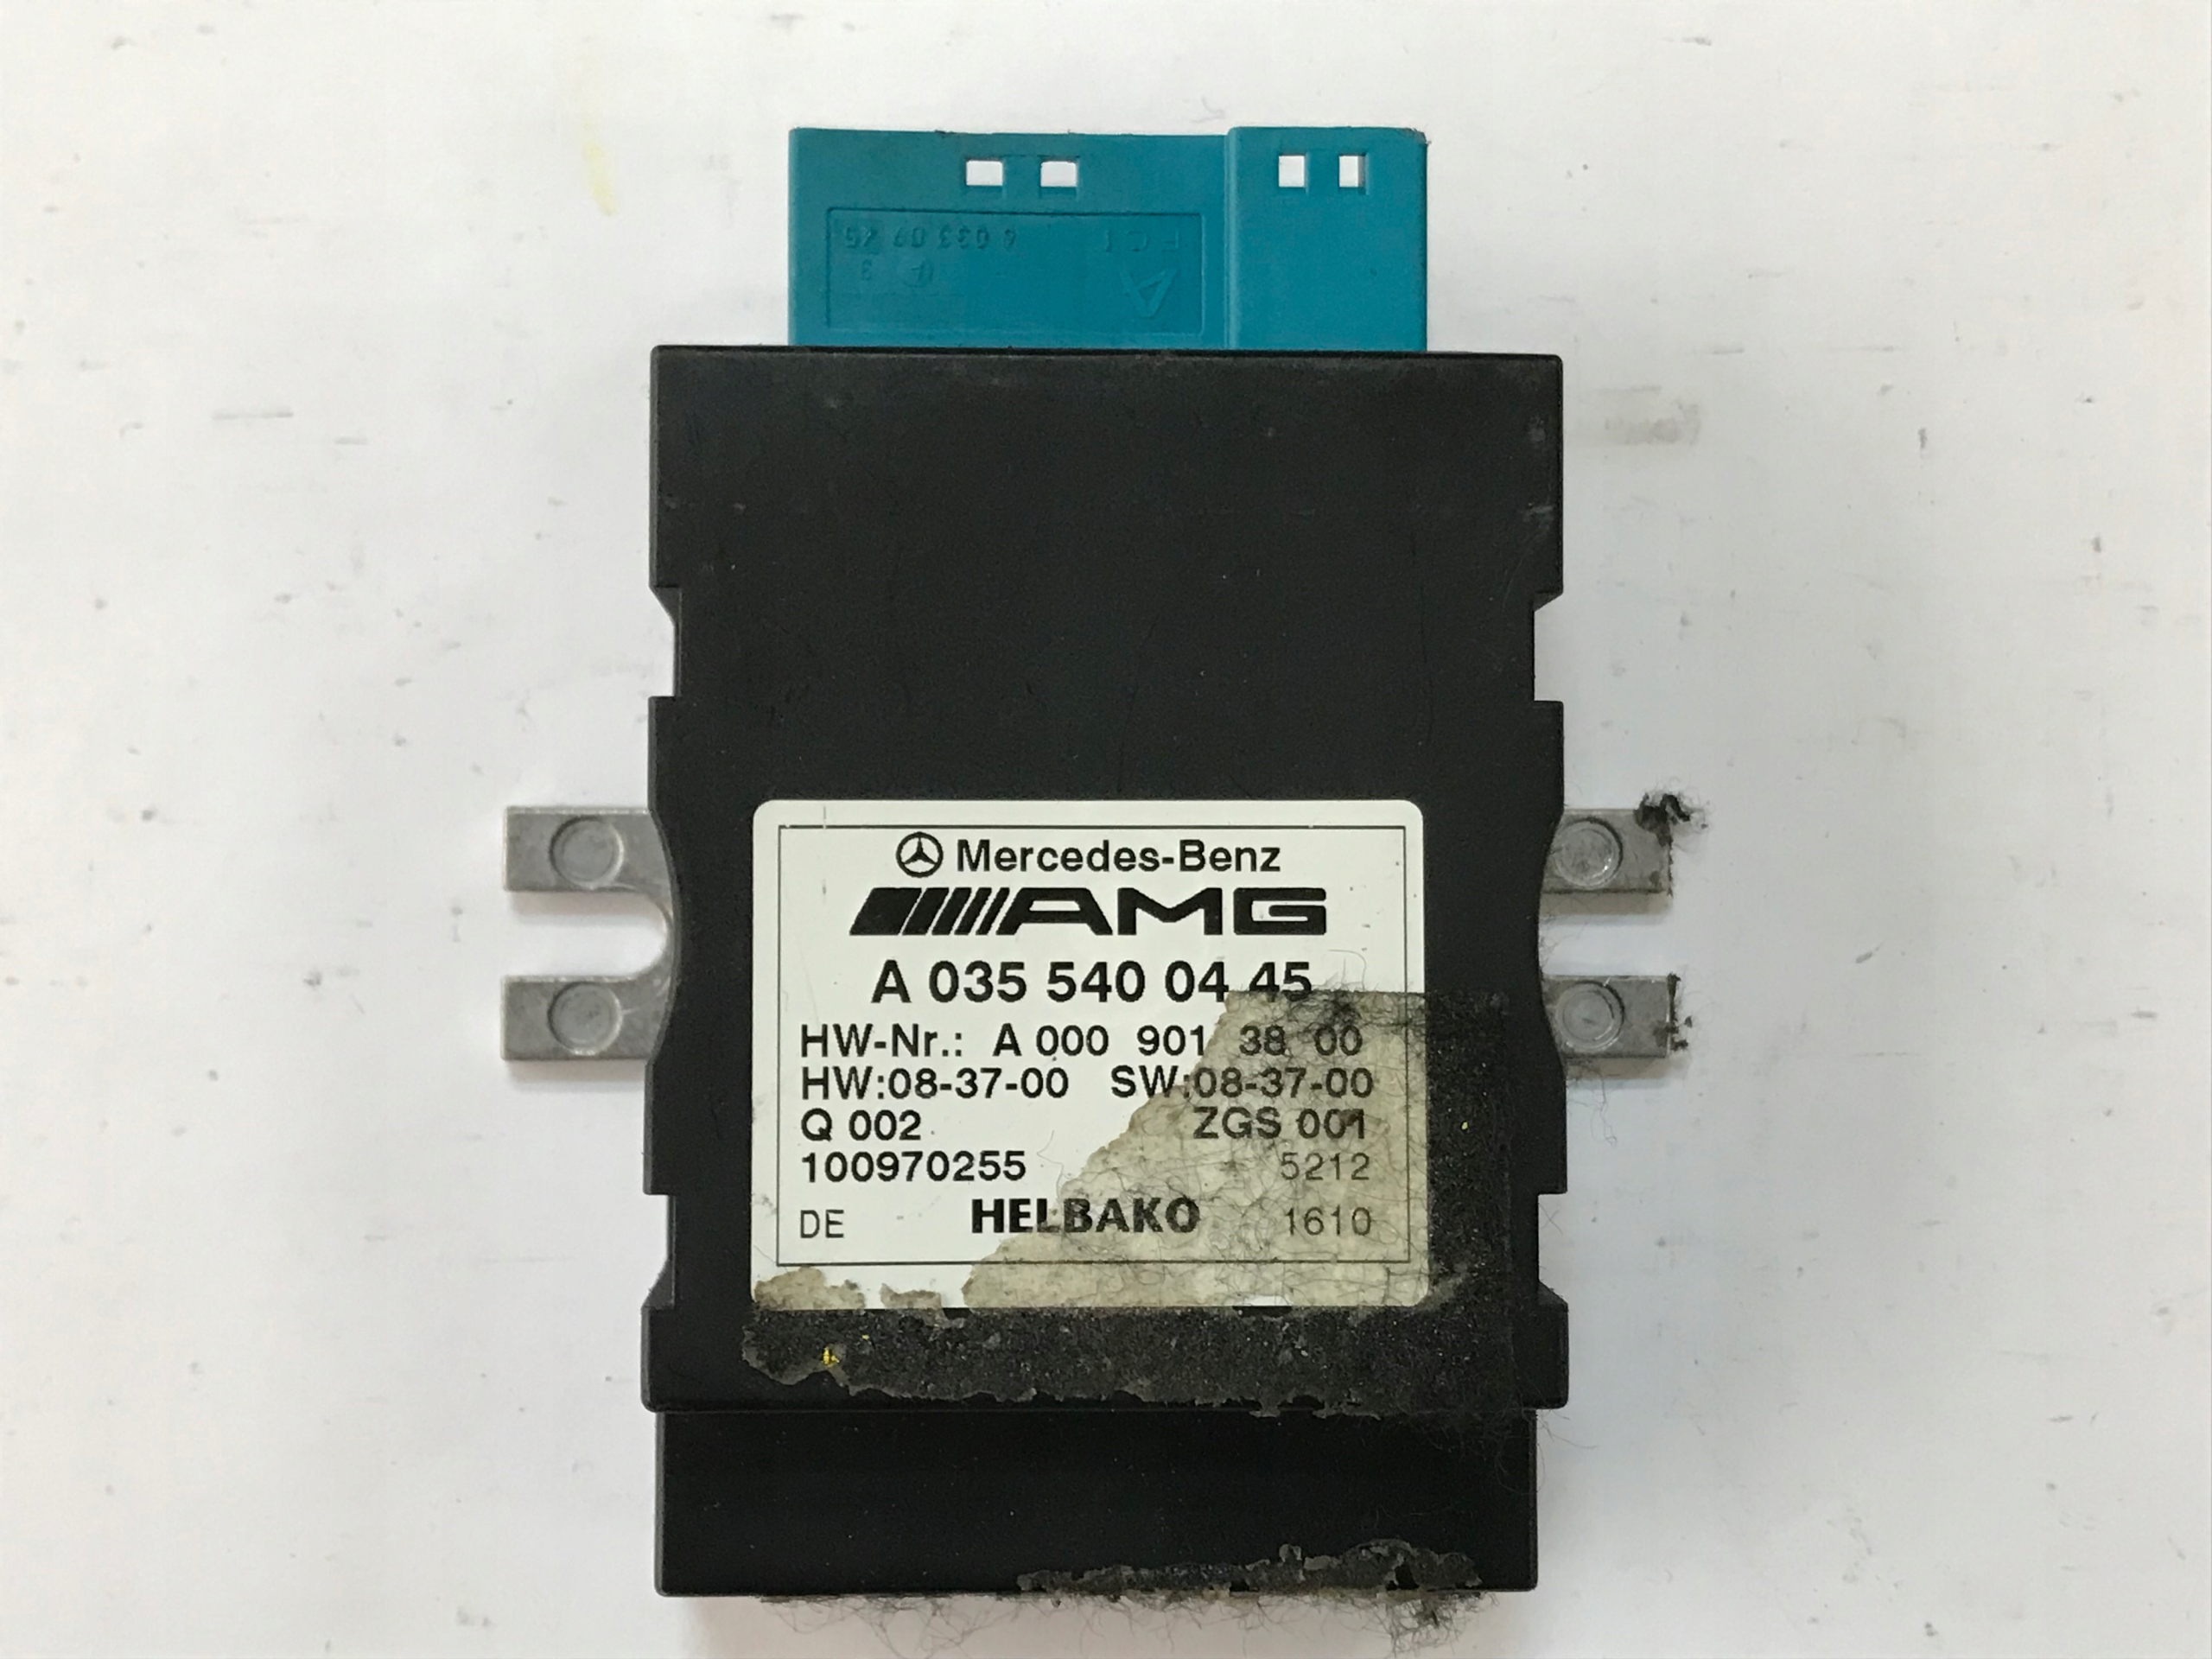 Mercedes-Benz
AMG
A 035 540 04 45
HW-Nr.: A 000 901 38 00
HW:08-37-00 SW:08-37-00
Q 002 ZGS 001
100970255 5212
DE HELBAKO 1610
FCI